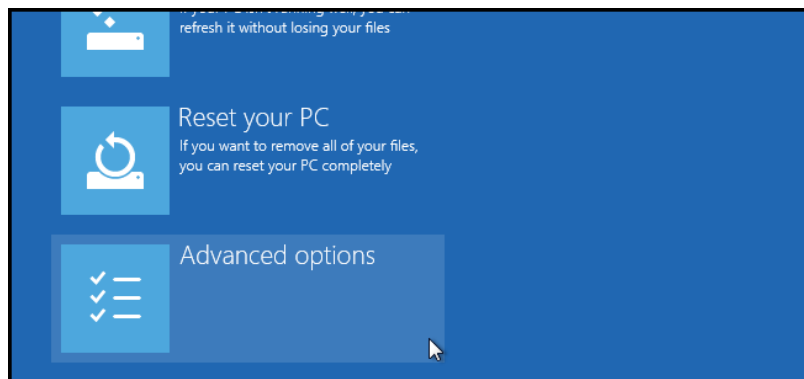 refresh it without losing your files
Reset your PC
If you want to remove all of your files,
you can reset your PC completely
Advanced options